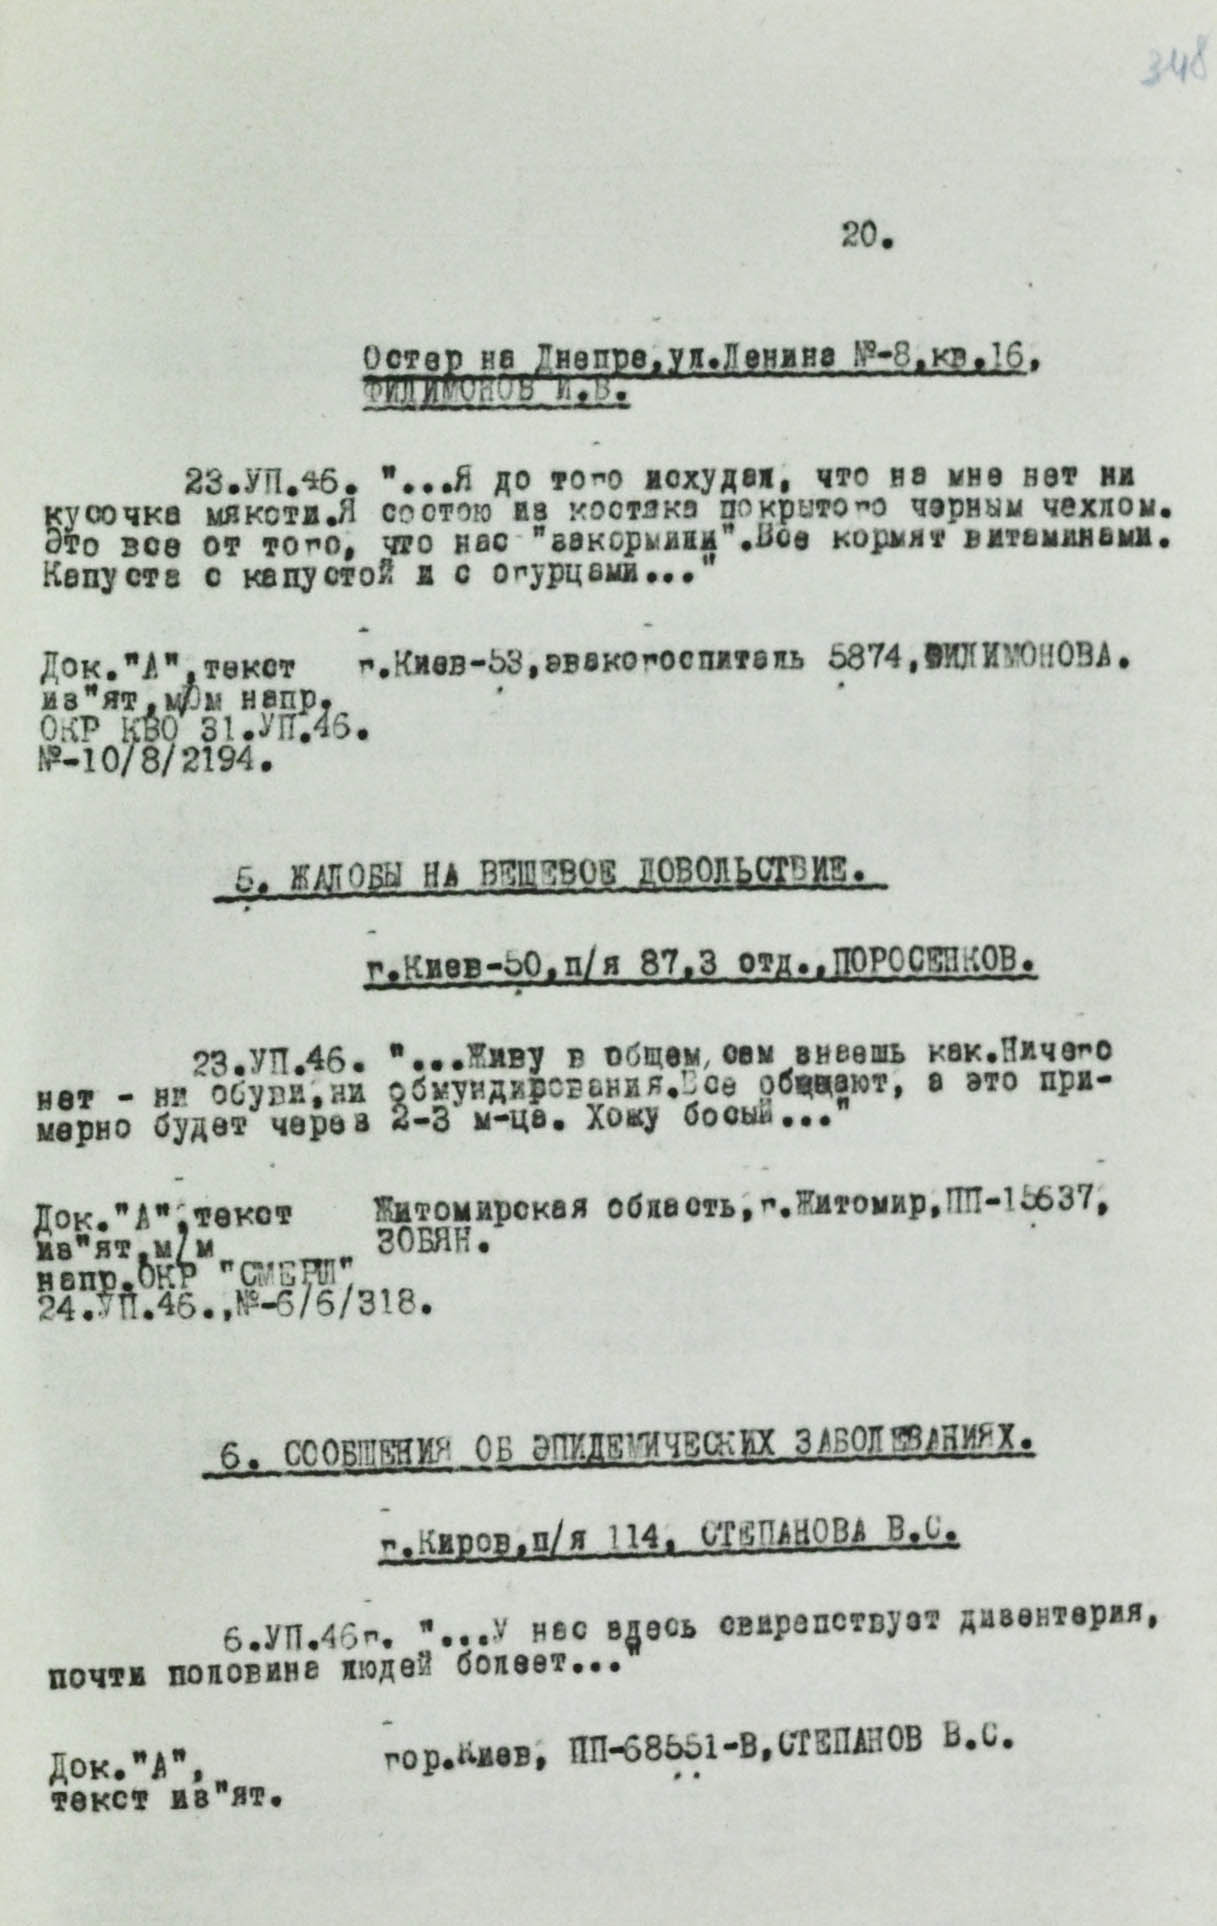 348
20.
Остер на Днепре,ул.Ленина №-8,кв.16,
ФИЛИМОНОВ И.В.
23.УП.46. "...Я до того исхудал, что на мне нет ни
кусочка мякоти.Я состою из костяка покрытого черным чехлом.
Это все от того, что нас "закормили".Все кормят витаминами.
Капуста с капустой и с огурцами..."
Док."А",текст г.Киев-53,эвакогоспиталь 5874,ФИЛИМОНОВА.
из"ят,м/м напр.
ОКР КВО 31.УП.46.
№-10/8/2194.
5. ЖАЛОБЫ НА ВЕЩЕВОЕ ДОВОЛЬСТВИЕ.
г.Киев-50,п/я 87,3 отд.,ПОРОСЕНКОВ.
23.УП.46. "...Живу в общем,сам знаешь как.Ничего
нет - ни обуви,ни обмундирования.Все обещают, а это при-
мерно будет через 2-3 м-ца. Хожу босый..."
Док."А",текст Житомирская область,г.Житомир,ПП-15637,
из"ят,м/м ЗОБЯН.
напр.ОКР "СМЕРШ"
24.УП.46.,№-6/6/318.
6. СООБЩЕНИЯ ОБ ЭПИДЕМИЧЕСКИХ ЗАБОЛЕВАНИЯХ.
г.Киров,п/я 114, СТЕПАНОВА В.С.
6.УП.46г. "...У нас здесь свирепствует дизентерия,
почти половина людей болеет..."
Док."А", гор.Киев, ПП-68551-В,СТЕПАНОВ В.С.
текст из"ят.